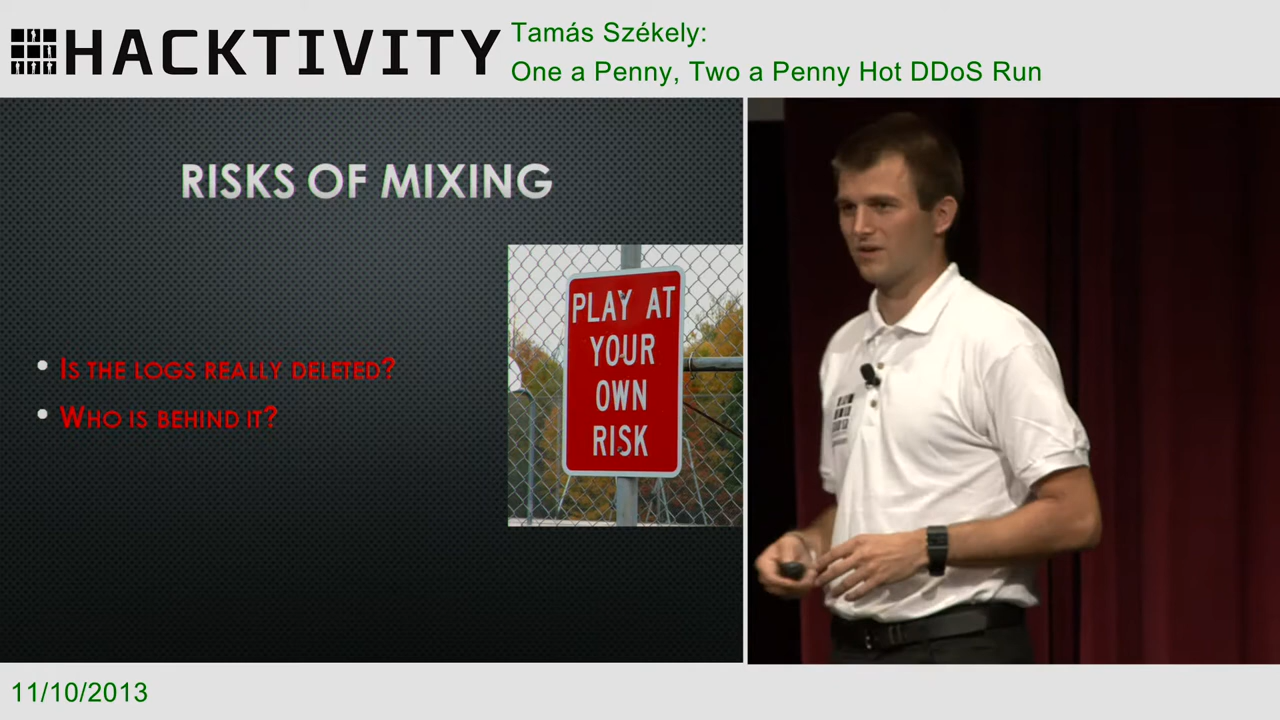 HACKTIVITY
Tamás Székely:
One a Penny, Two a Penny Hot DDoS Run
RISKS OF MIXING
PLAY AT
YOUR
OWN
RISK
• IS THE LOGS REALLY DELETED?
• WHO IS BEHIND IT?
11/10/2013